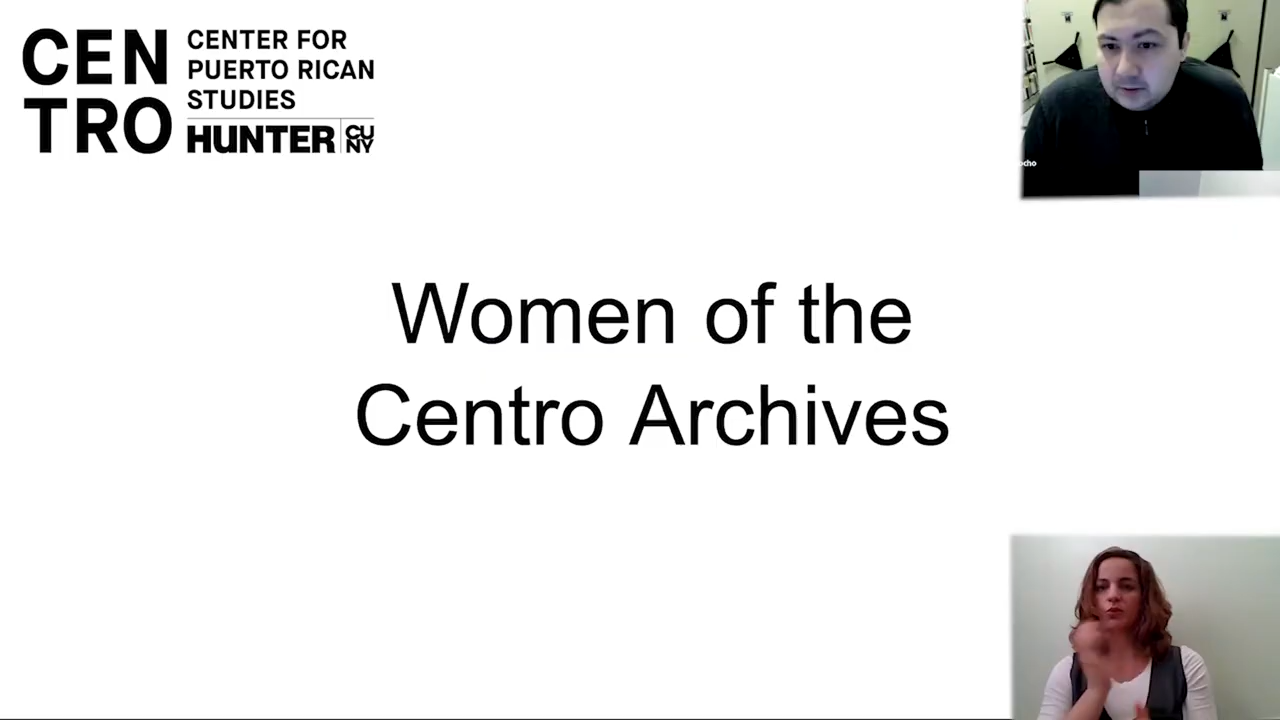 CEN
TRO
CENTER FOR
PUERTO RICAN
STUDIES
HUNTER
CU
NY
Women of the
Centro Archives